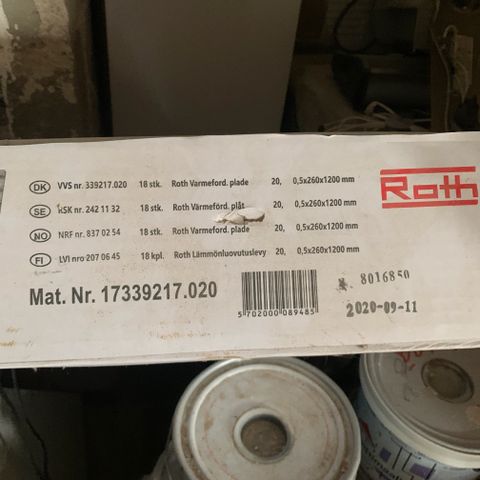 DK VVS nr. 339217.020 18 stk. Roth Varmeford. plade 20, 0,5x260x1200 mm
SE RSK nr. 242 11 32 18 stk. Roth Värmeförd. plåt 20, 0,5x260x1200 mm
NO NRF nr. 837 02 54 18 stk. Roth Varmeford. plade 20, 0,5x260x1200 mm
FI LVI nro 207 06 45 18 kpl. Roth Lämmönluovutuslevy 20, 0,5x260x1200 mm
Roth
Mat. Nr. 17339217.020
5 702000 089485
8016850
2020-09-11